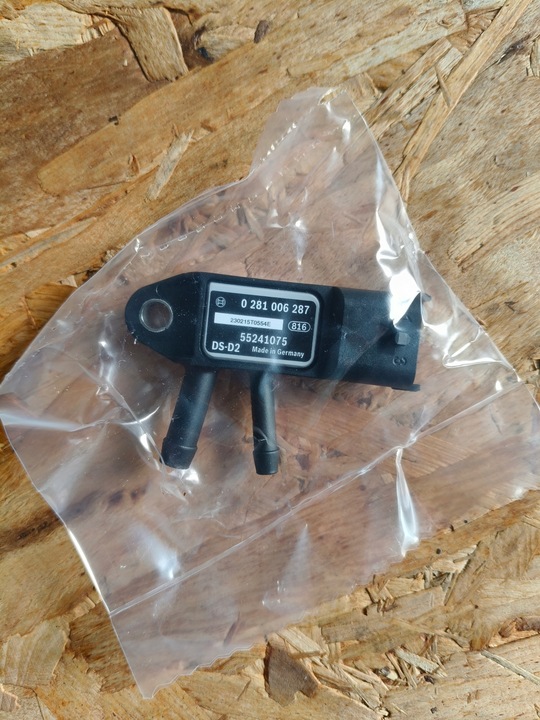 0 281 006 287
23021570554E
816
55241075
DS-D2 Made in Germany